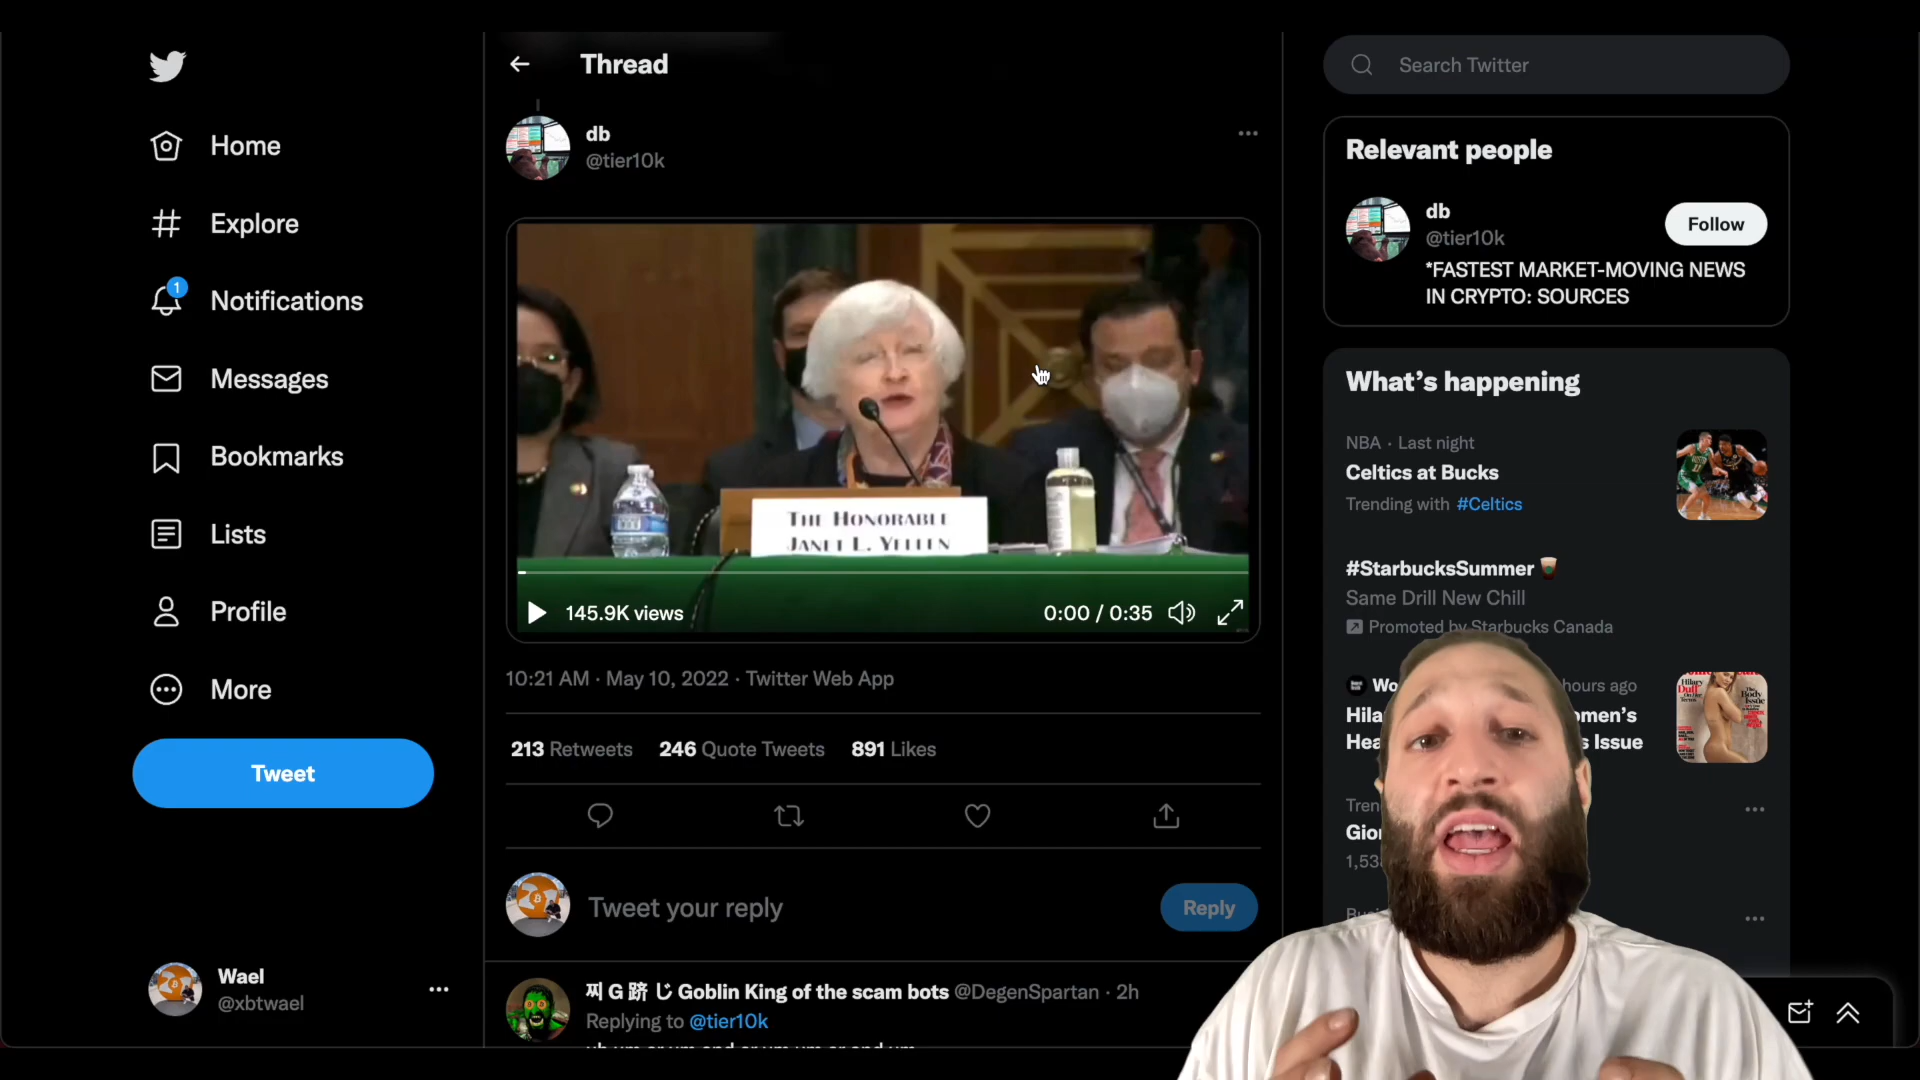 Home
Explore
1
Notifications
Messages
Bookmarks
Lists
Profile
More
Tweet
Wael
@xbtwael
Thread
db
@tier10k
THE HONORABLE
JANET L. YELLEN
145.9K views
0:00 / 0:35
10:21 AM · May 10, 2022 · Twitter Web App
213 Retweets 246 Quote Tweets 891 Likes
Tweet your reply
Reply
G Goblin King of the scam bots @DegenSpartan · 2h
Replying to @tier10k
Search Twitter
Relevant people
db
@tier10k
Follow
*FASTEST MARKET-MOVING NEWS
IN CRYPTO: SOURCES
What's happening
NBA · Last night
Celtics at Bucks
Trending with #Celtics
#StarbucksSummer
Same Drill New Chill
Promoted by Starbucks Canada
hours ago
Issue